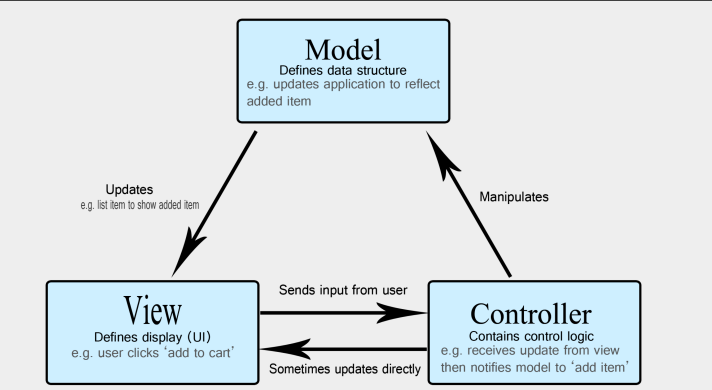 Model
Defines data structure
e.g. updates application to reflect
added item
Updates
e.g. list item to show added item
Manipulates
Sends input from user
View
Defines display (UI)
e.g. user clicks ‘add to cart’
Controller
Contains control logic
e.g. receives update from view
then notifies model to ‘add item’
Sometimes updates directly